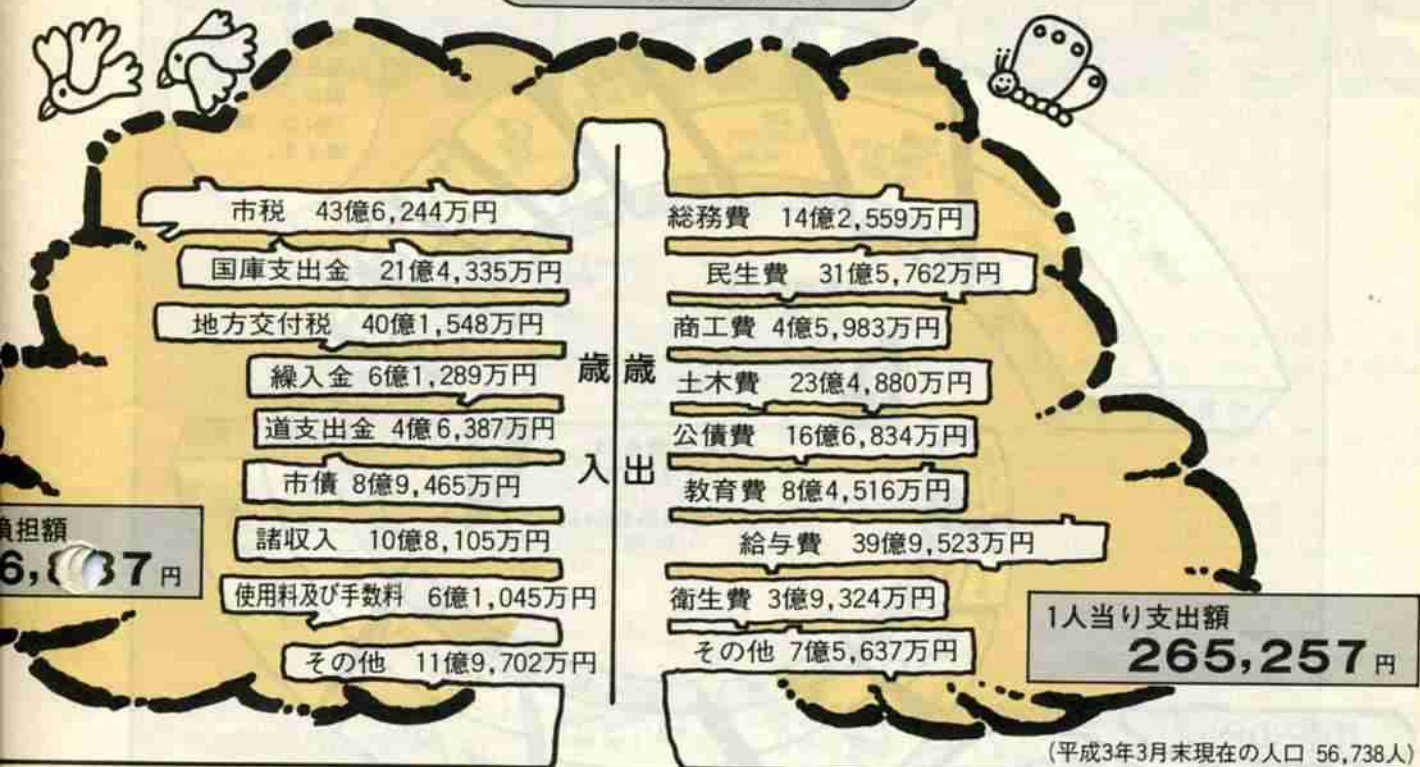 市税 43億6,244万円
国庫支出金 21億4,335万円
地方交付税 40億1,548万円
繰入金 6億1,289万円
道支出金 4億6,387万円
市債 8億9,465万円
諸収入 10億8,105万円
使用料及び手数料 6億1,045万円
その他 11億9,702万円
歳入
歳出
総務費 14億2,559万円
民生費 31億5,762万円
商工費 4億5,983万円
土木費 23億4,880万円
公債費 16億6,834万円
教育費 8億4,516万円
給与費 39億9,523万円
衛生費 3億9,324万円
その他 7億5,637万円
負担額
円
1人当り支出額
265,257円
(平成3年3月末現在の人口 56,738人)